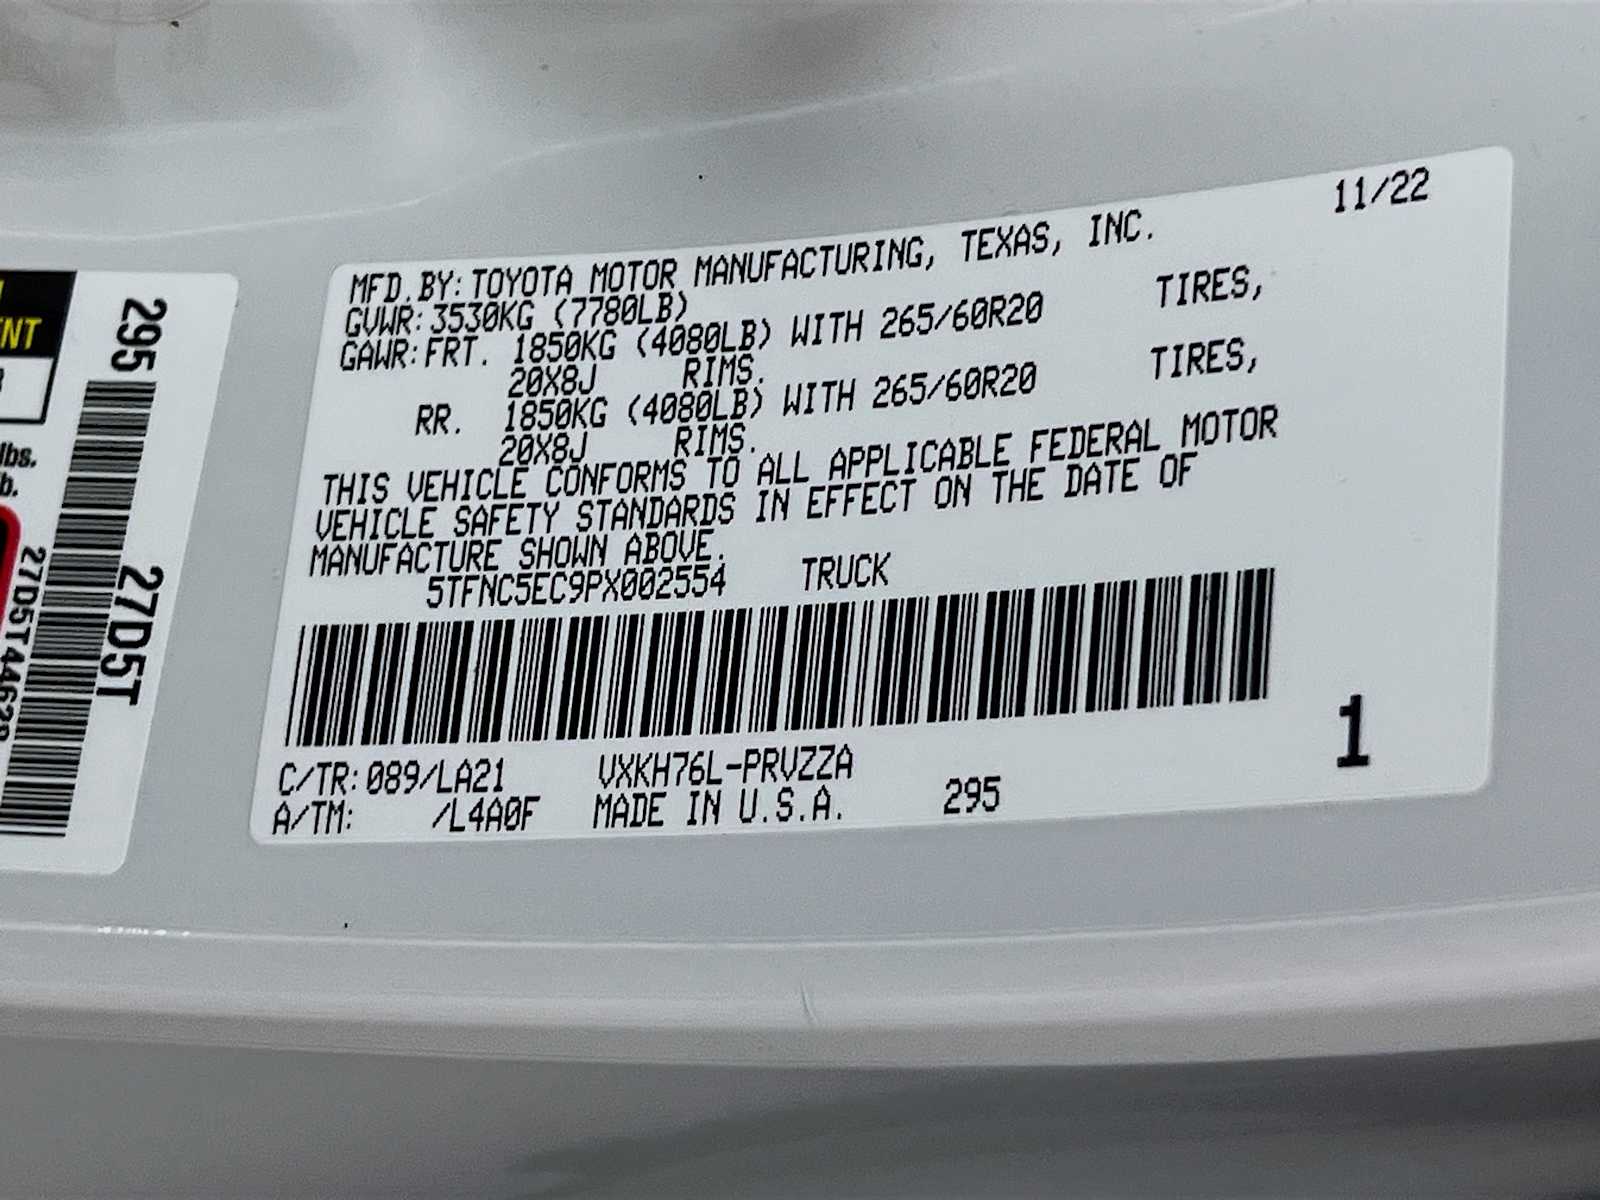 11/22
MFD.BY: TOYOTA MOTOR MANUFACTURING, TEXAS, INC.
GVWR: 3530KG (7780LB)
GAWR: FRT. 1850KG (4080LB) WITH 265/60R20 TIRES,
20X8J RIMS.
RR. 1850KG (4080LB) WITH 265/60R20 TIRES,
20X8J RIMS.
THIS VEHICLE CONFORMS TO ALL APPLICABLE FEDERAL MOTOR
VEHICLE SAFETY STANDARDS IN EFFECT ON THE DATE OF
MANUFACTURE SHOWN ABOVE.
5TFNC5EC9PX002554 TRUCK
C/TR: 089/LA21 VXKH76L-PRVZZA
A/TM: /L4A0F MADE IN U.S.A. 295
1
295
27D5T
lbs.